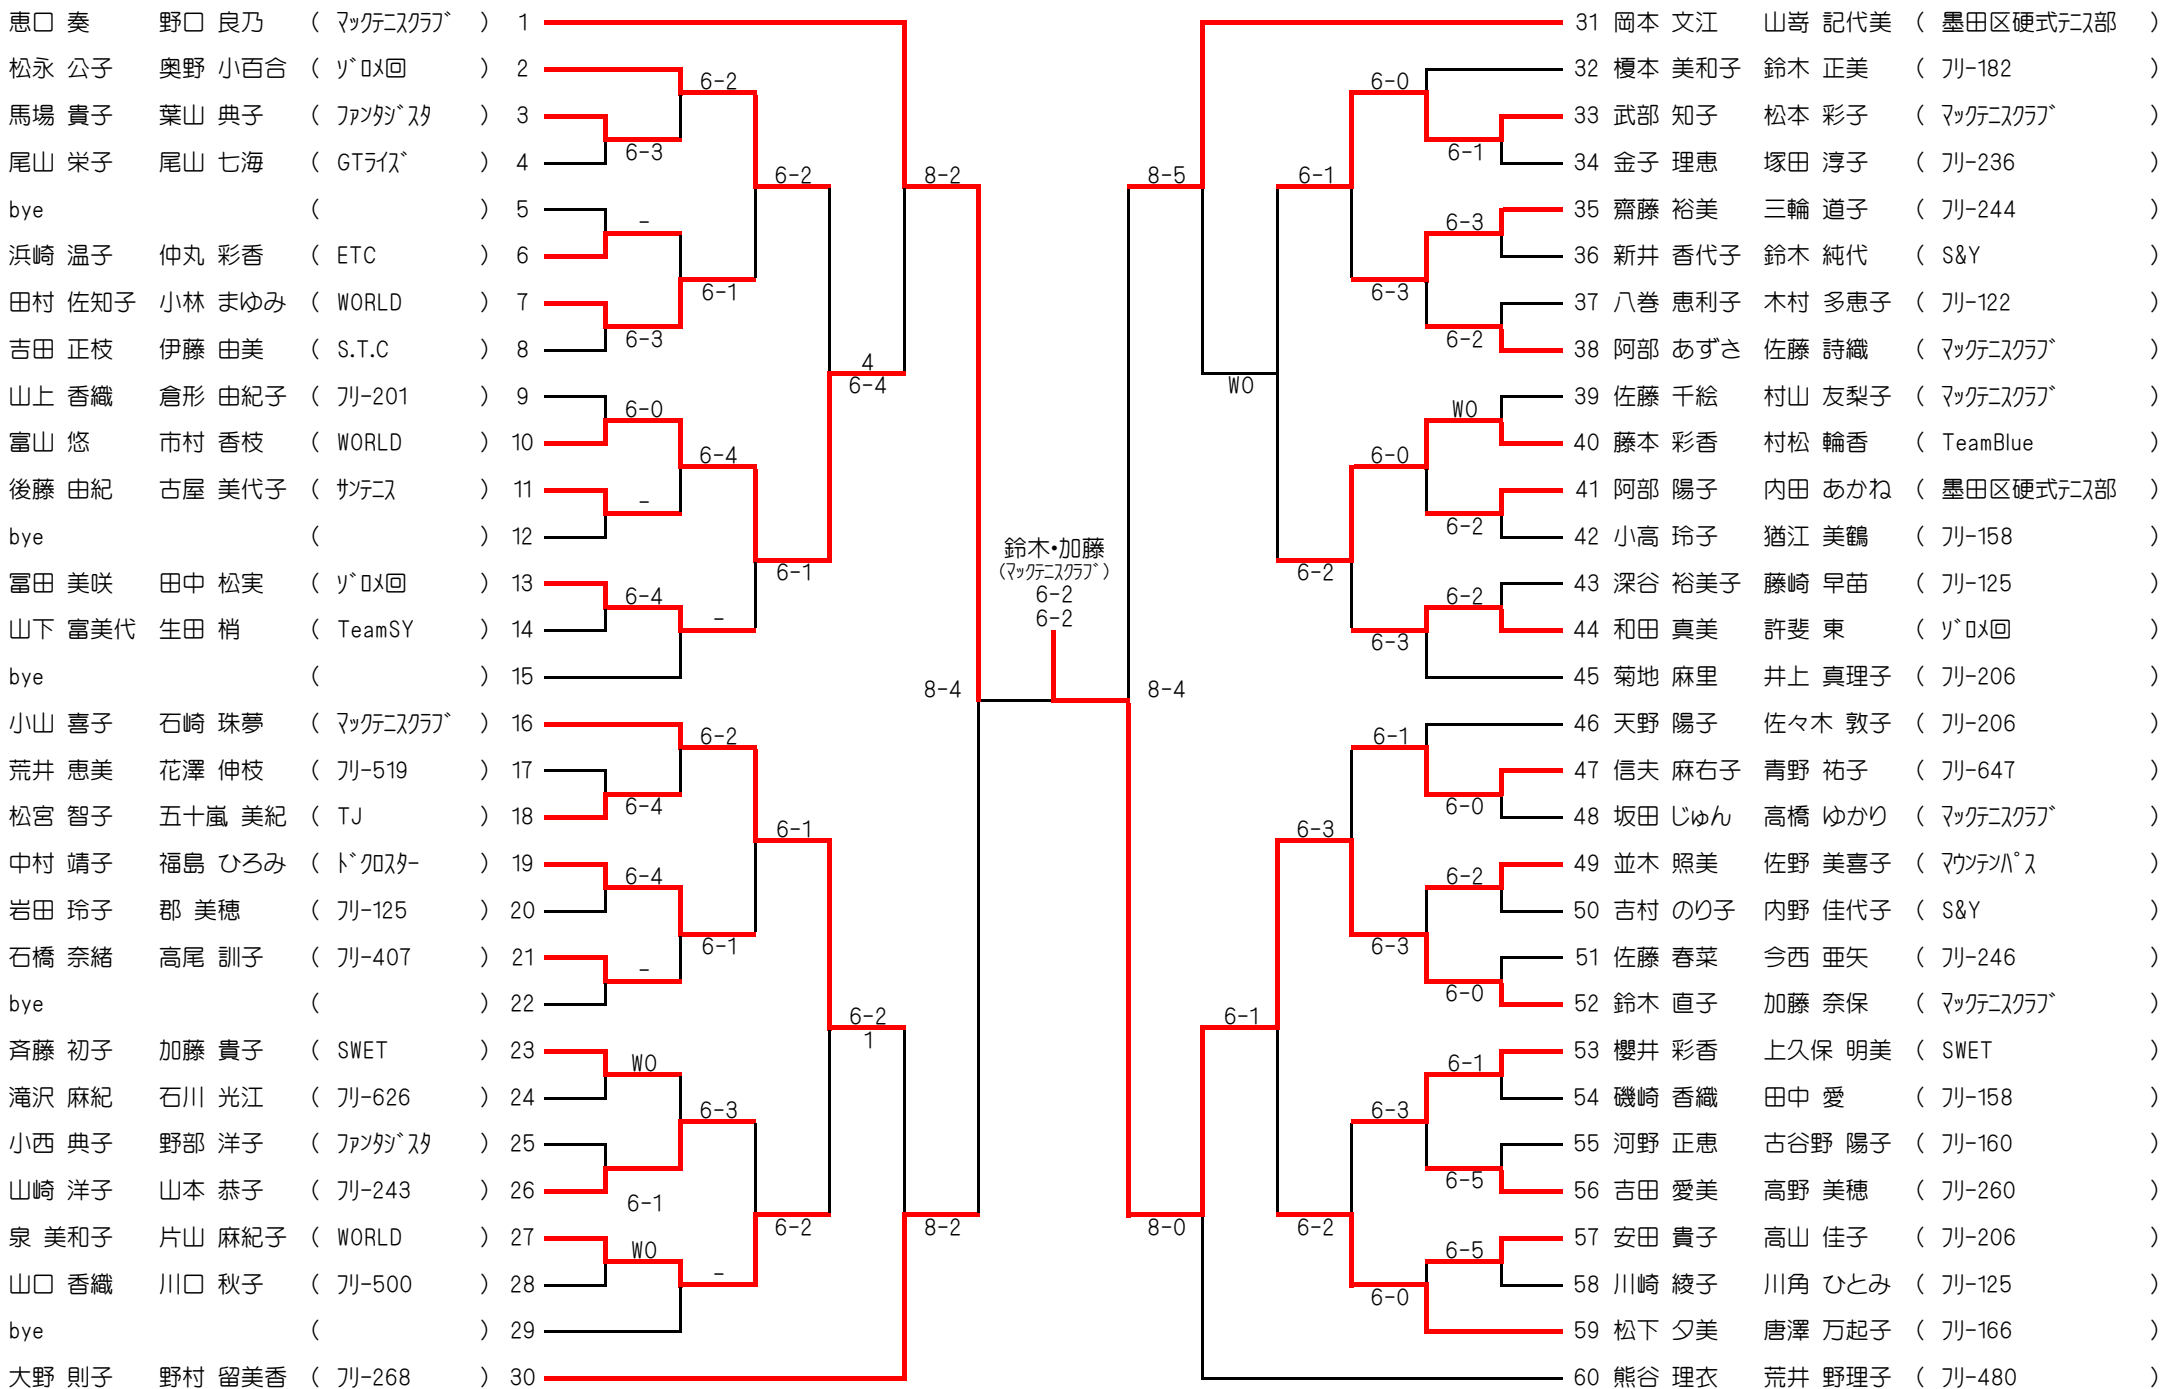 恵口 奏 野口 良乃 ( マックテニスクラブ ) 1
松永 公子 奥野 小百合 ( ゾロメ回 ) 2
馬場 貴子 葉山 典子 ( ファンタジスタ ) 3
尾山 栄子 尾山 七海 ( GTライズ ) 4
bye ( ) 5
浜崎 温子 仲丸 彩香 ( ETC ) 6
田村 佐知子 小林 まゆみ ( WORLD ) 7
吉田 正枝 伊藤 由美 ( S.T.C ) 8
山上 香織 倉形 由紀子 ( フリー201 ) 9
富山 悠 市村 香枝 ( WORLD ) 10
後藤 由紀 古屋 美代子 ( サンテニス ) 11
bye ( ) 12
冨田 美咲 田中 松実 ( ゾロメ回 ) 13
山下 富美代 生田 梢 ( TeamSY ) 14
bye ( ) 15
小山 喜子 石崎 珠夢 ( マックテニスクラブ ) 16
荒井 恵美 花澤 伸枝 ( フリー519 ) 17
松宮 智子 五十嵐 美紀 ( TJ ) 18
中村 靖子 福島 ひろみ ( ドクロスター ) 19
岩田 玲子 郡 美穂 ( フリー125 ) 20
石橋 奈緒 高尾 訓子 ( フリー407 ) 21
bye ( ) 22
斉藤 初子 加藤 貴子 ( SWET ) 23
滝沢 麻紀 石川 光江 ( フリー626 ) 24
小西 典子 野部 洋子 ( ファンタジスタ ) 25
山崎 洋子 山本 恭子 ( フリー243 ) 26
泉 美和子 片山 麻紀子 ( WORLD ) 27
山口 香織 川口 秋子 ( フリー500 ) 28
bye ( ) 29
大野 則子 野村 留美香 ( フリー268 ) 30
6-3
-
6-3
6-0
-
6-4
6-4
6-4
-
WO
6-1
WO
6-2
6-1
6-4
-
6-2
6-1
6-3
-
6-2
6-1
6-1
6-2
4
6-4
6-2
1
8-2
8-2
8-4
鈴木・加藤
(マックテニスクラブ)
6-2
6-2
8-4
8-5
8-0
WO
6-1
6-1
6-2
6-3
6-2
6-0
6-3
6-0
6-3
6-1
6-3
6-3
6-0
6-1
6-3
6-2
WO
6-2
6-2
6-0
6-2
6-0
6-1
6-5
6-5
31 岡本 文江 山嵜 記代美 ( 墨田区硬式テニス部 )
32 榎本 美和子 鈴木 正美 ( フリー182 )
33 武部 知子 松本 彩子 ( マックテニスクラブ )
34 金子 理恵 塚田 淳子 ( フリー236 )
35 齋藤 裕美 三輪 道子 ( フリー244 )
36 新井 香代子 鈴木 純代 ( S&Y )
37 八巻 恵利子 木村 多恵子 ( フリー122 )
38 阿部 あずさ 佐藤 詩織 ( マックテニスクラブ )
39 佐藤 千絵 村山 友梨子 ( マックテニスクラブ )
40 藤本 彩香 村松 輪香 ( TeamBlue )
41 阿部 陽子 内田 あかね ( 墨田区硬式テニス部 )
42 小高 玲子 猶江 美鶴 ( フリー158 )
43 深谷 裕美子 藤崎 早苗 ( フリー125 )
44 和田 真美 許斐 東 ( ゾロメ回 )
45 菊地 麻里 井上 真理子 ( フリー206 )
46 天野 陽子 佐々木 敦子 ( フリー206 )
47 信夫 麻右子 青野 祐子 ( フリー647 )
48 坂田 じゅん 高橋 ゆかり ( マックテニスクラブ )
49 並木 照美 佐野 美喜子 ( マウンテンパス )
50 吉村 のり子 内野 佳代子 ( S&Y )
51 佐藤 春菜 今西 亜矢 ( フリー246 )
52 鈴木 直子 加藤 奈保 ( マックテニスクラブ )
53 櫻井 彩香 上久保 明美 ( SWET )
54 磯崎 香織 田中 愛 ( フリー158 )
55 河野 正恵 古谷野 陽子 ( フリー160 )
56 吉田 愛美 高野 美穂 ( フリー260 )
57 安田 貴子 高山 佳子 ( フリー206 )
58 川崎 綾子 川角 ひとみ ( フリー125 )
59 松下 夕美 唐澤 万起子 ( フリー166 )
60 熊谷 理衣 荒井 野理子 ( フリー480 )